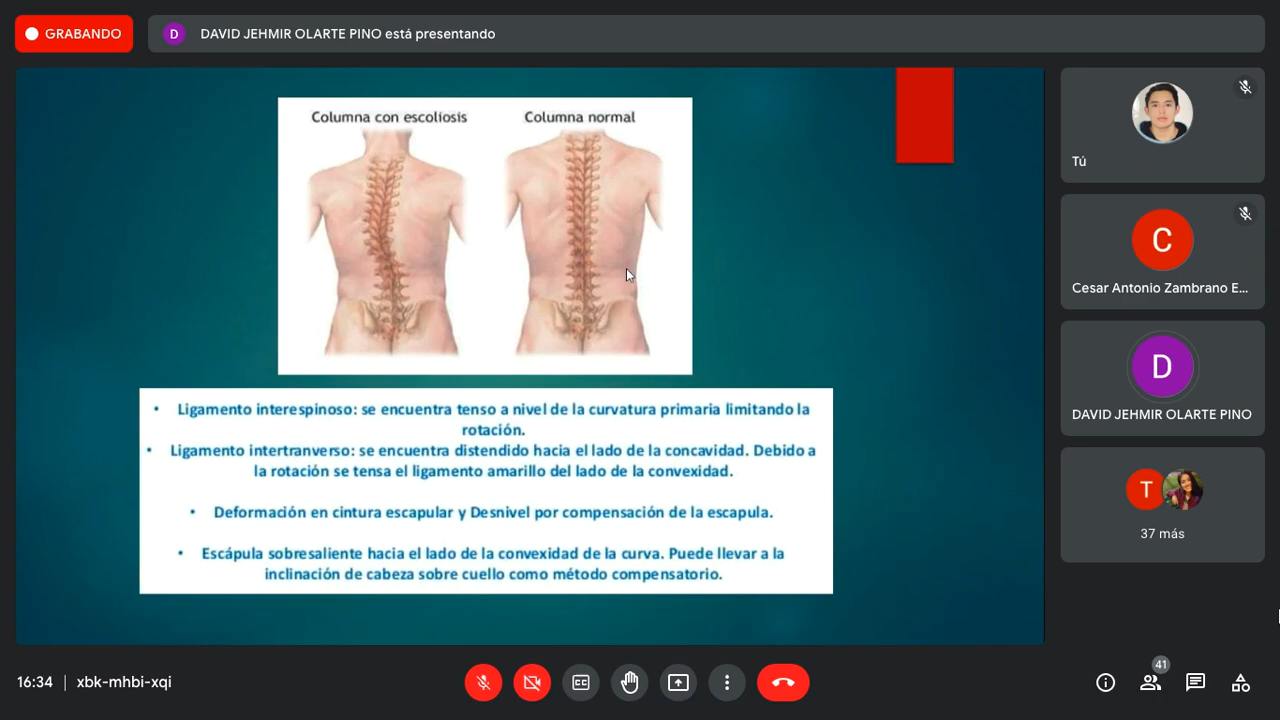 GRABANDO
D
DAVID JEHMIR OLARTE PINO está presentando
Columna con escoliosis
Columna normal
• Ligamento interespinoso: se encuentra tenso a nivel de la curvatura primaria limitando la
rotación.
• Ligamento intertranverso: se encuentra distendido hacia el lado de la concavidad. Debido a
la rotación se tensa el ligamento amarillo del lado de la convexidad.
• Deformación en cintura escapular y Desnivel por compensación de la escapula.
• Escápula sobresaliente hacia el lado de la convexidad de la curva. Puede llevar a la
inclinación de cabeza sobre cuello como método compensatorio.
Tú
C
Cesar Antonio Zambrano E...
D
DAVID JEHMIR OLARTE PINO
T
37 más
16:34 | xbk-mhbi-xqi
CC
41